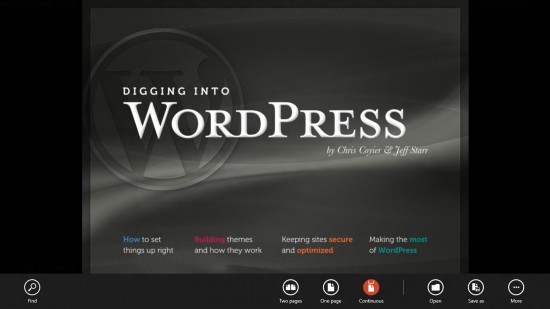 DIGGING INTO
WORDPRESS
by Chris Coyier & Jeff Starr
How to set
things up right
Building themes
and how they work
Keeping sites secure
and optimized
Making the most
of WordPress
Find
Two pages
One page
Continuous
Open
Save as
More